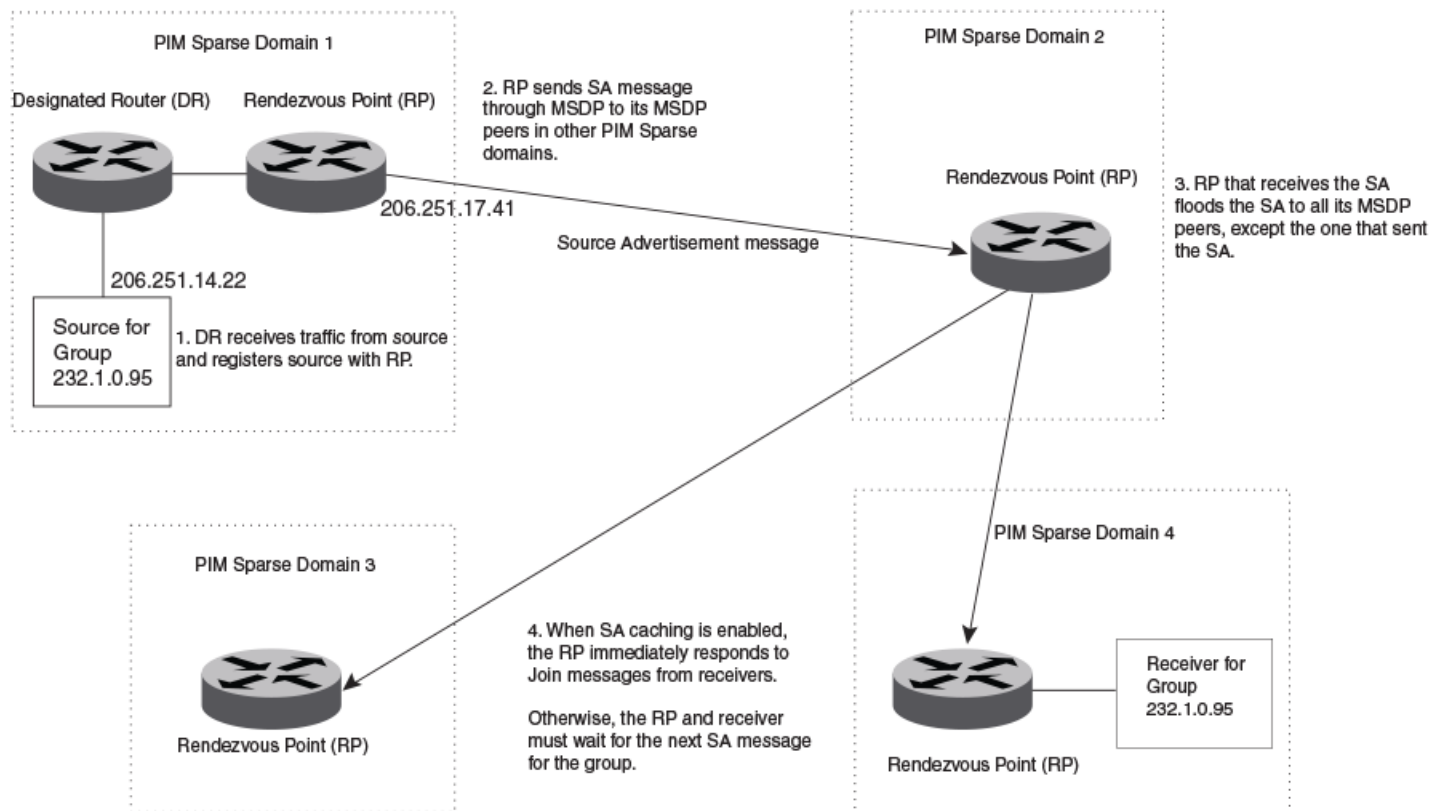 PIM Sparse Domain 1
Designated Router (DR)
Rendezvous Point (RP)
206.251.17.41
206.251.14.22
Source for
Group
232.1.0.95
1. DR receives traffic from source
and registers source with RP.
2. RP sends SA message
through MSDP to its MSDP
peers in other PIM Sparse
domains.
Source Advertisement message
PIM Sparse Domain 2
Rendezvous Point (RP)
3. RP that receives the SA
floods the SA to all its MSDP
peers, except the one that sent
the SA.
PIM Sparse Domain 3
Rendezvous Point (RP)
4. When SA caching is enabled,
the RP immediately responds to
Join messages from receivers.
Otherwise, the RP and receiver
must wait for the next SA message
for the group.
PIM Sparse Domain 4
Receiver for
Group
232.1.0.95
Rendezvous Point (RP)